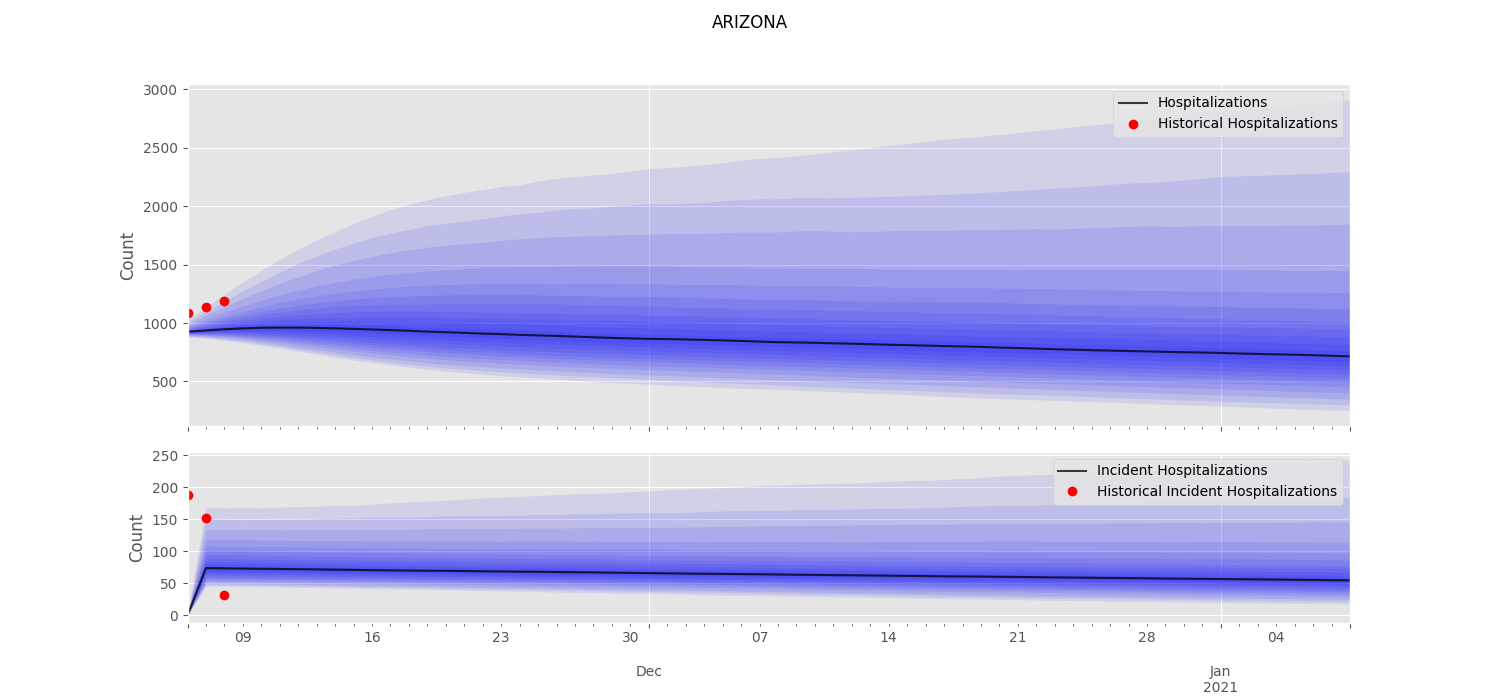 ARIZONA
3000
2500
2000
1500
1000
500
Count
Hospitalizations
Historical Hospitalizations
250
200
150
100
50
0
Count
Incident Hospitalizations
Historical Incident Hospitalizations
09 16 23 30 07 14 21 28 04
Dec Jan
2021